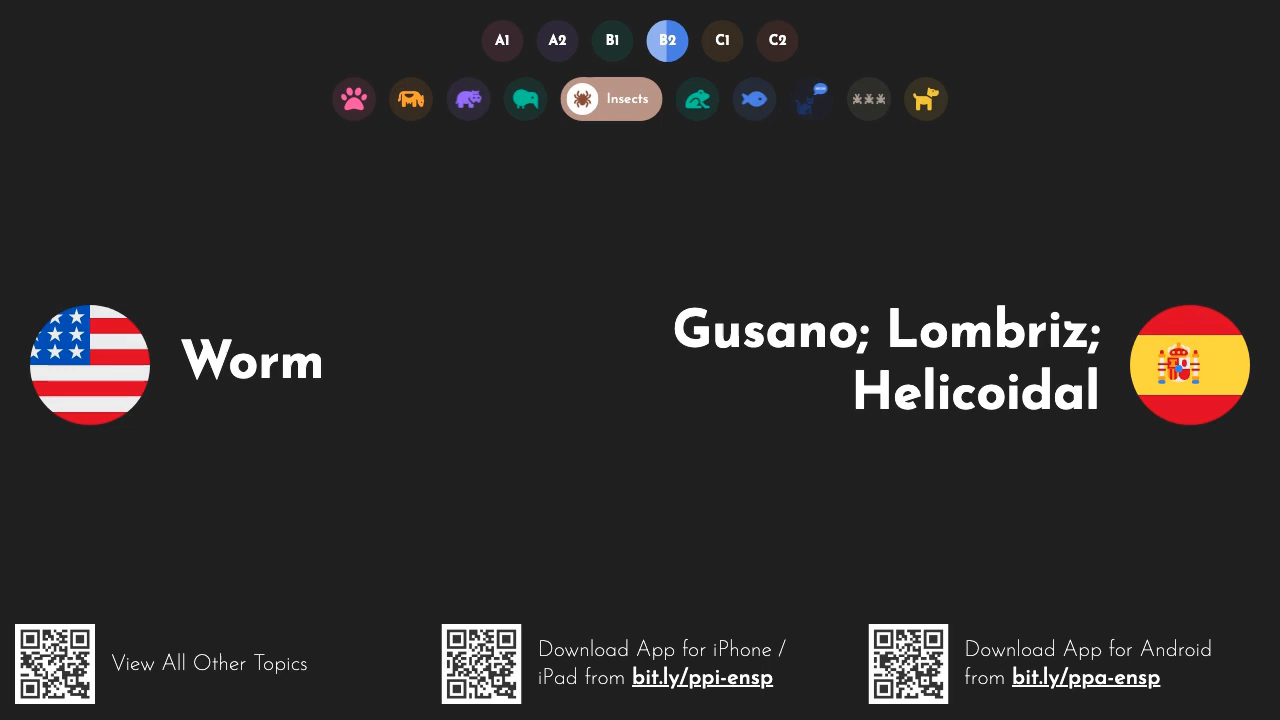 A1 A2 B1 B2 C1 C2
Insects
Worm
Gusano; Lombriz;
Helicoidal
View All Other Topics
Download App for iPhone /
iPad from bit.ly/ppi-ensp
Download App for Android
from bit.ly/ppa-ensp